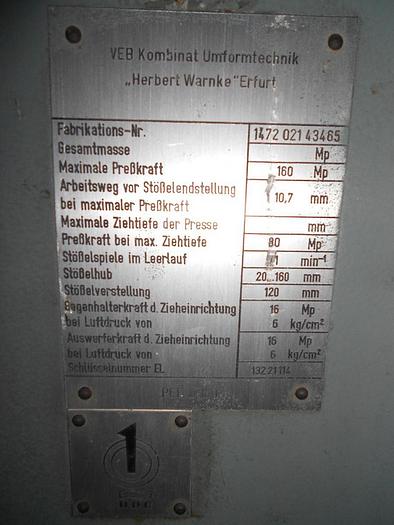 VEB Kombinat Umformtechnik
„Herbert Warnke“ Erfurt
Fabrikations-Nr. 1472 021 43465
Gesamtmasse Mp
Maximale Preßkraft 160 Mp
Arbeitsweg vor Stößelendstellung
bei maximaler Preßkraft 10,7 mm
Maximale Ziehtiefe der Presse mm
Preßkraft bei max. Ziehtiefe 80 Mp
Stößelspiele im Leerlauf min⁻¹
Stößelhub 20...160 mm
Stößelverstellung 120 mm
Gegenhalterkraft d. Zieheinrichtung 16 Mp
bei Luftdruck von 6 kg/cm²
Auswerferkraft d. Zieheinrichtung 16 Mp
bei Luftdruck von 6 kg/cm²
Schlüsselnummer EL 132 21 114
1